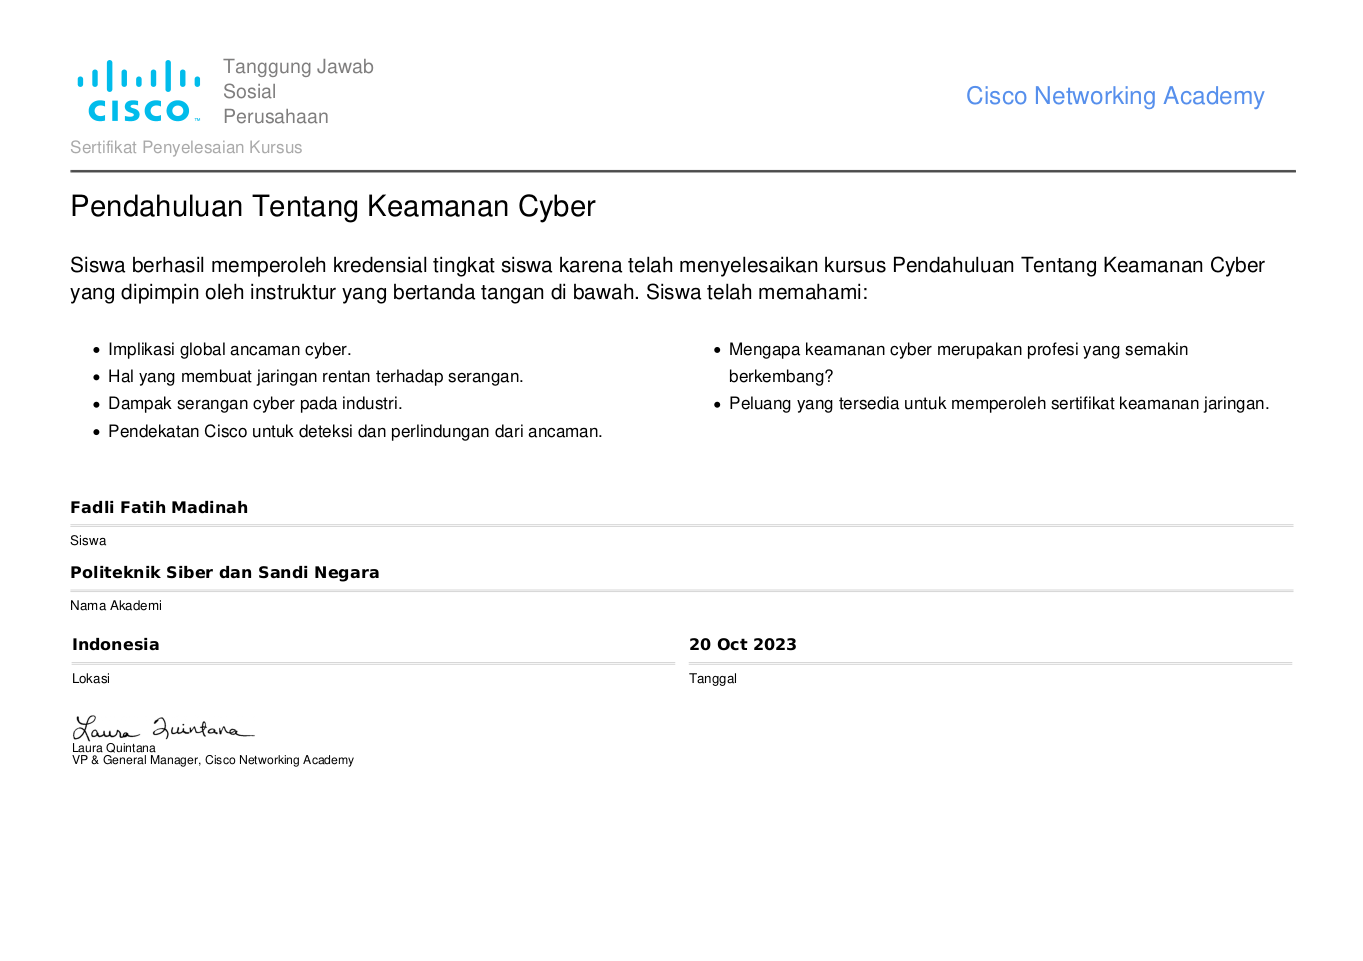 CISCO
Tanggung Jawab
Sosial
Perusahaan
Cisco Networking Academy
Sertifikat Penyelesaian Kursus
Pendahuluan Tentang Keamanan Cyber
Siswa berhasil memperoleh kredensial tingkat siswa karena telah menyelesaikan kursus Pendahuluan Tentang Keamanan Cyber
yang dipimpin oleh instruktur yang bertanda tangan di bawah. Siswa telah memahami:
• Implikasi global ancaman cyber.
• Hal yang membuat jaringan rentan terhadap serangan.
• Dampak serangan cyber pada industri.
• Pendekatan Cisco untuk deteksi dan perlindungan dari ancaman.
• Mengapa keamanan cyber merupakan profesi yang semakin
berkembang?
• Peluang yang tersedia untuk memperoleh sertifikat keamanan jaringan.
Fadli Fatih Madinah
Siswa
Politeknik Siber dan Sandi Negara
Nama Akademi
Indonesia
Lokasi
20 Oct 2023
Tanggal
Laura Quintana
Laura Quintana
VP & General Manager, Cisco Networking Academy